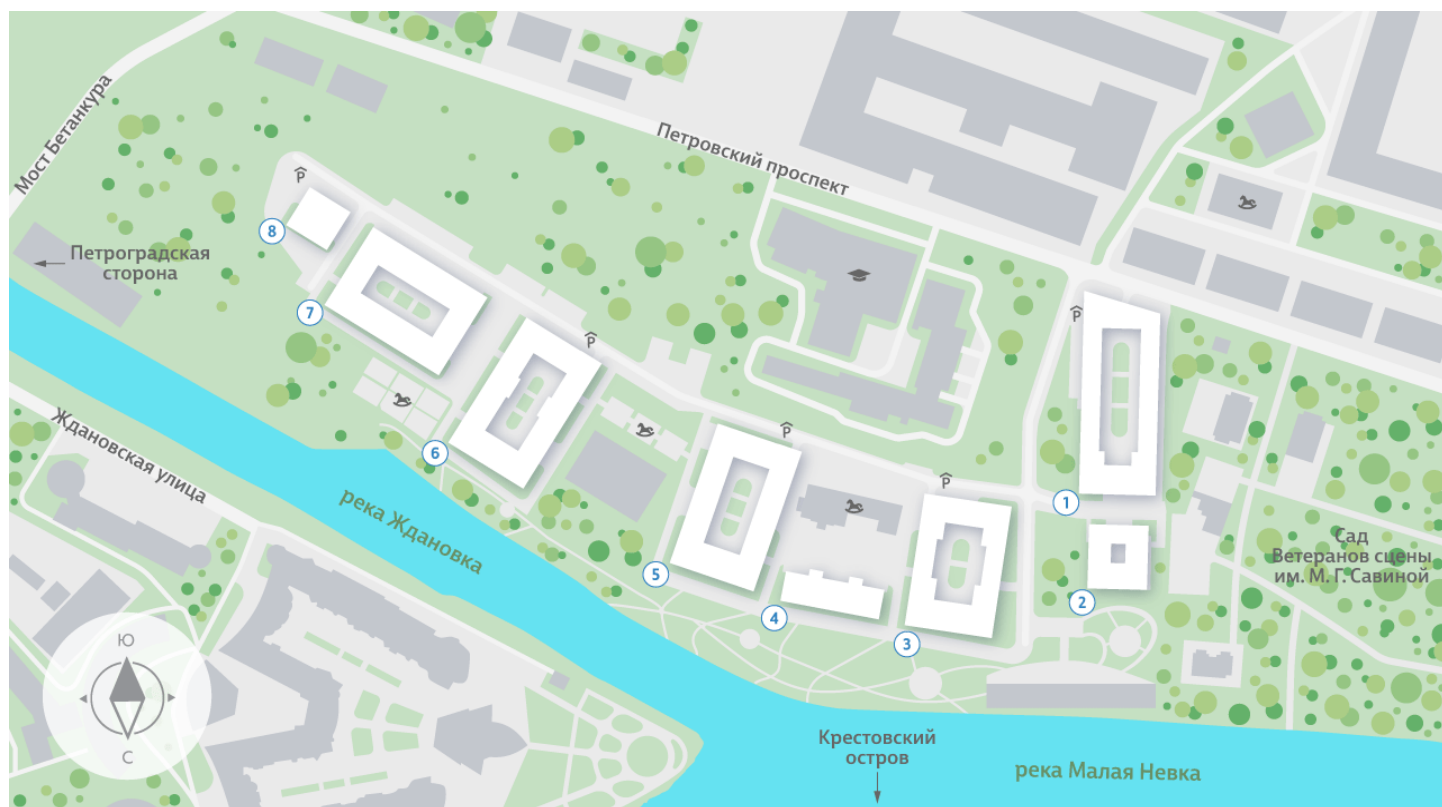 Мост Бетанкура
Петровский проспект
P
8
Петроградская
сторона
7
P
P
6
Ждановская улица
река Ждановка
P
P
1
5
4
3
2
Сад
Ветеранов сцены
им. М. Г. Савиной
Ю
С
Крестовский
остров
река Малая Невка